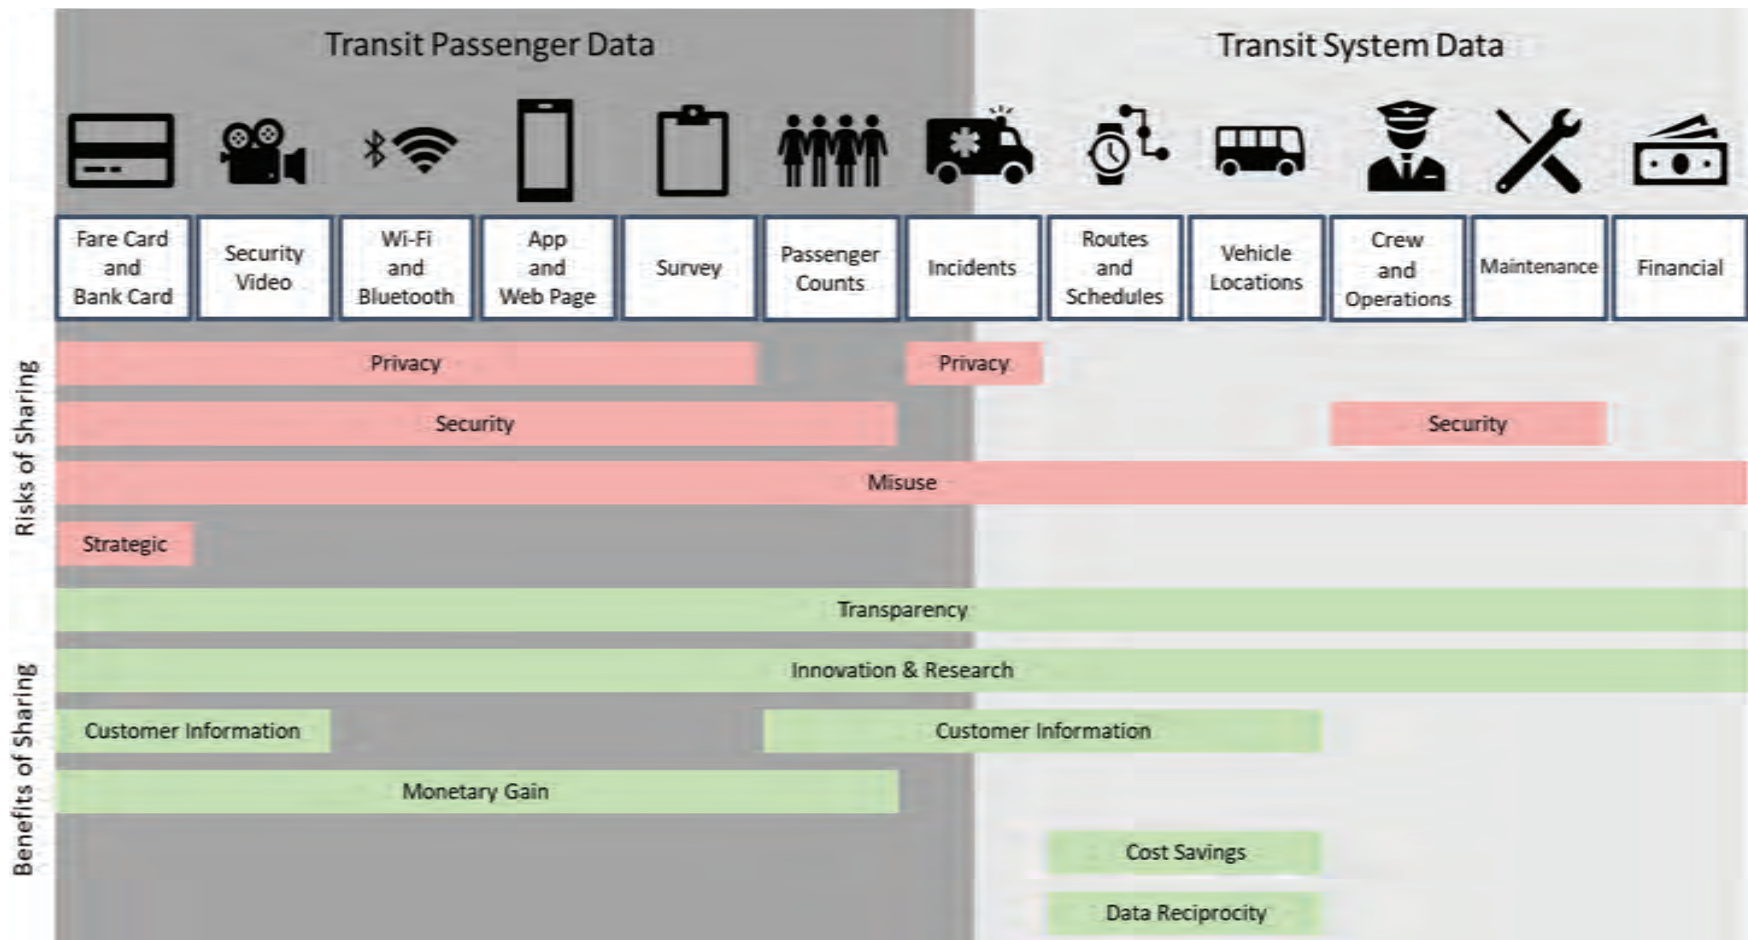 Transit Passenger Data
Transit System Data
Fare Card
and
Bank Card
Security
Video
Wi-Fi
and
Bluetooth
App
and
Web Page
Survey
Passenger
Counts
Incidents
Routes
and
Schedules
Vehicle
Locations
Crew
and
Operations
Maintenance
Financial
Risks of Sharing
Privacy
Privacy
Security
Security
Misuse
Strategic
Benefits of Sharing
Transparency
Innovation & Research
Customer Information
Customer Information
Monetary Gain
Cost Savings
Data Reciprocity